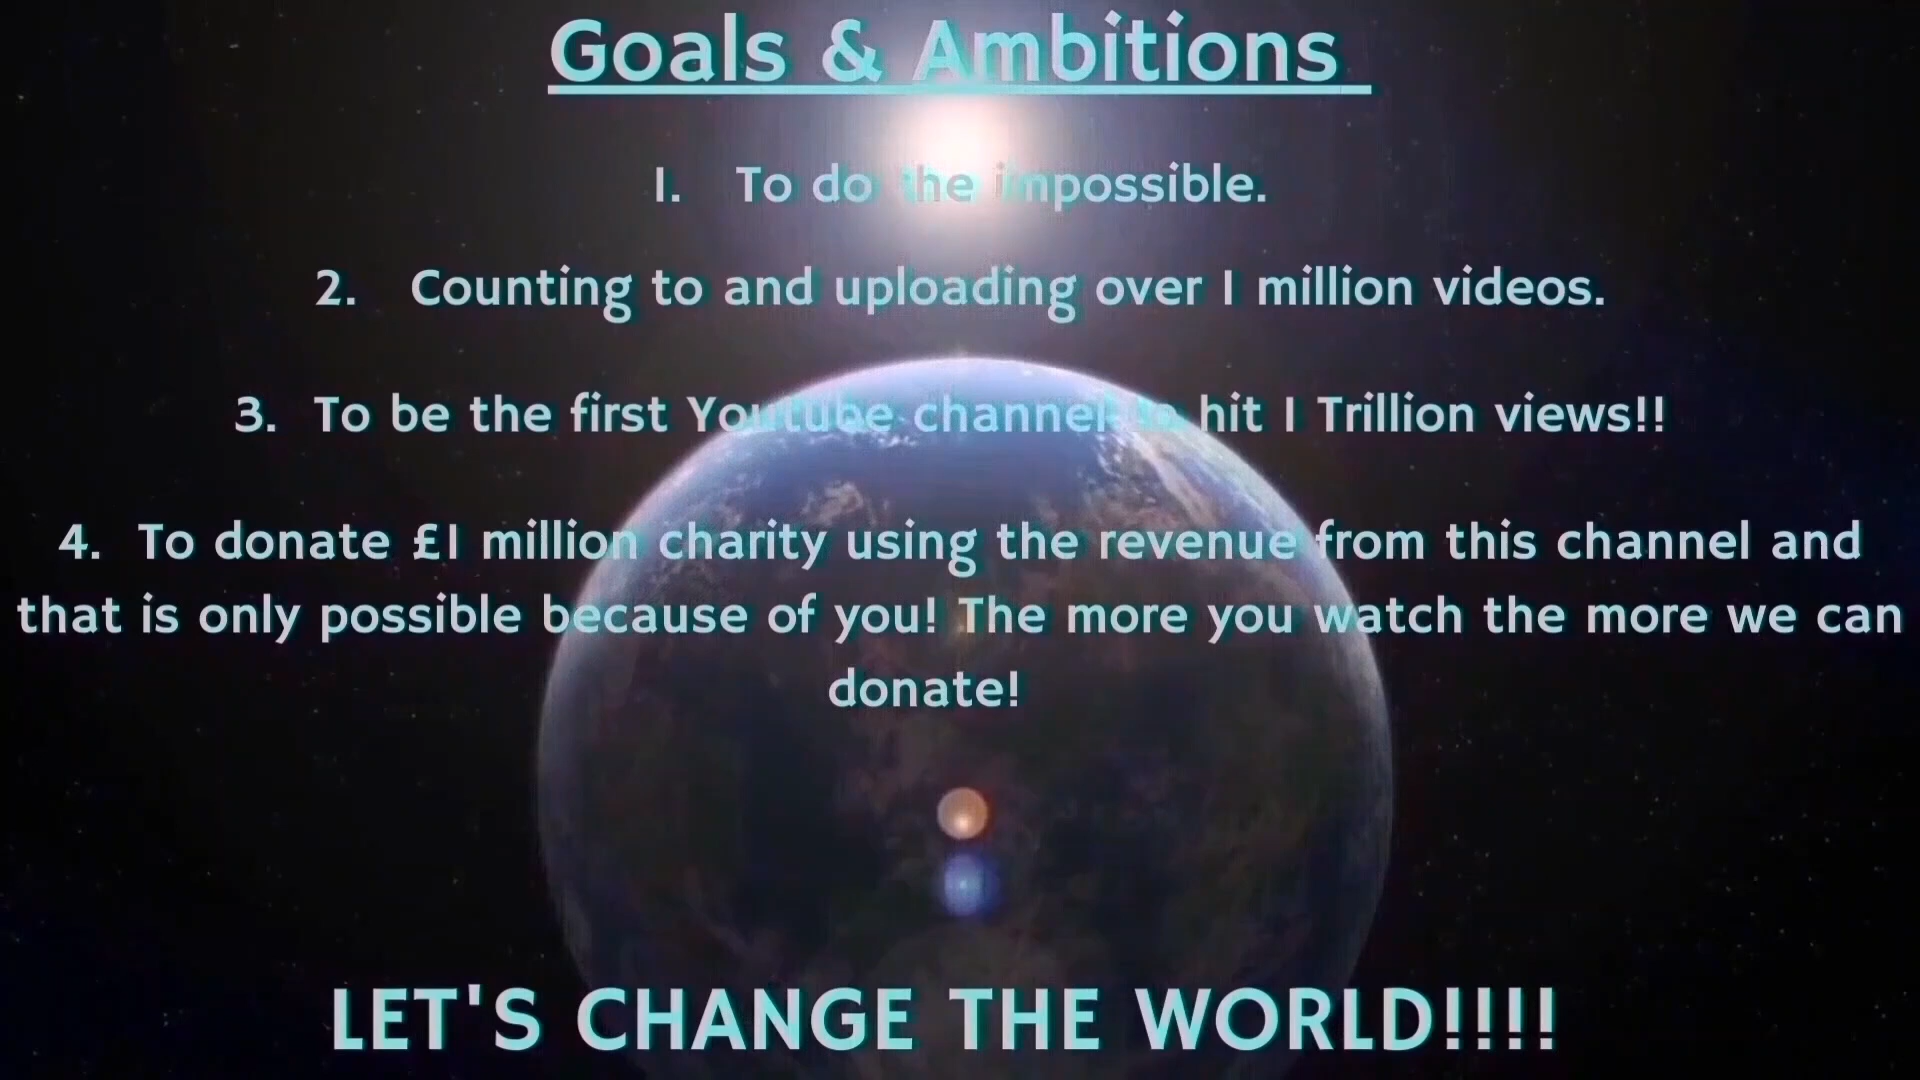 Goals & Ambitions
1. To do the impossible.
2. Counting to and uploading over 1 million videos.
3. To be the first Youtube channel to hit 1 Trillion views!!
4. To donate £1 million charity using the revenue from this channel and
that is only possible because of you! The more you watch the more we can
donate!
LET'S CHANGE THE WORLD!!!!